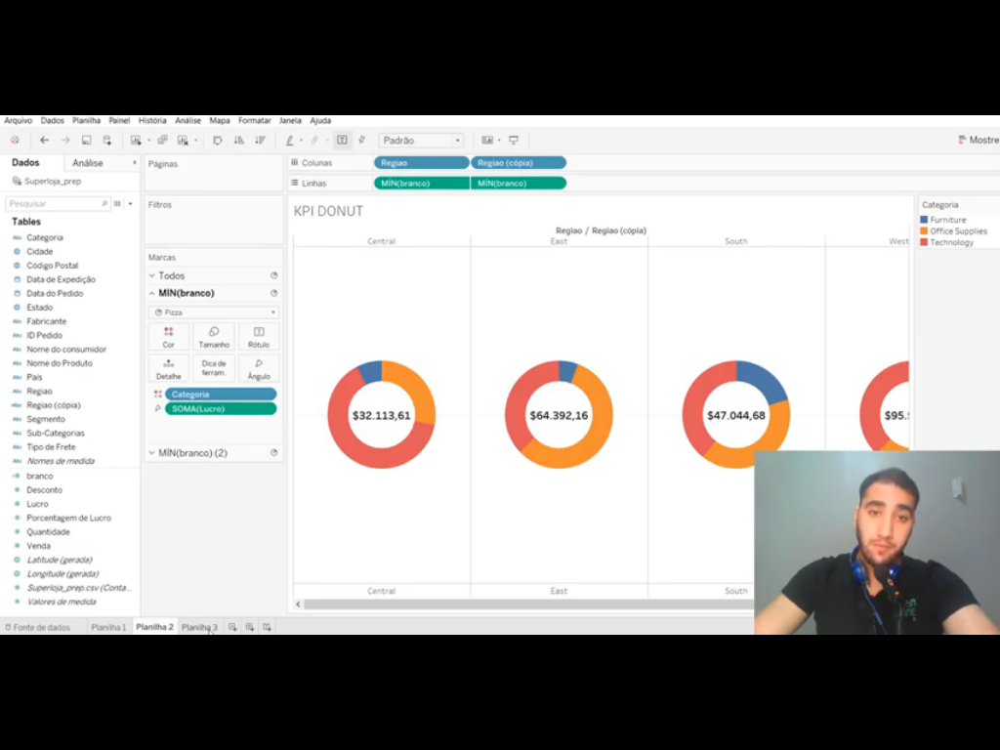 Arquivo Dados Planilha Painel História Análise Mapa Formatar Janela Ajuda
Padrão
Mostre
Dados Análise
Superloja_prep
Pesquisar
Tables
Categoria
Cidade
Código Postal
Data de Expedição
Data do Pedido
Estado
Fabricante
ID Pedido
Nome do consumidor
Nome do Produto
País
Regiao
Regiao (cópia)
Segmento
Sub-Categorias
Tipo de Frete
Nomes de medida
branco
Desconto
Lucro
Porcentagem de Lucro
Quantidade
Venda
Latitude (gerada)
Longitude (gerada)
Superloja_prep.csv (Conta...
Valores de medida
Páginas
Filtros
Marcas
Todos
MÍN(branco)
Pizza
Cor Tamanho Rótulo
Detalhe Dica de ferram. Ângulo
Categoria
SOMA(Lucro)
MÍN(branco) (2)
Colunas Regiao Regiao (cópia)
Linhas MÍN(branco) MÍN(branco)
KPI DONUT
Regiao / Regiao (cópia)
Central East South West
$32.113,61 $64.392,16 $47.044,68 $95.
Central East South
Categoria
Furniture
Office Supplies
Technology
Fonte de dados Planilha 1 Planilha 2 Planilha 3